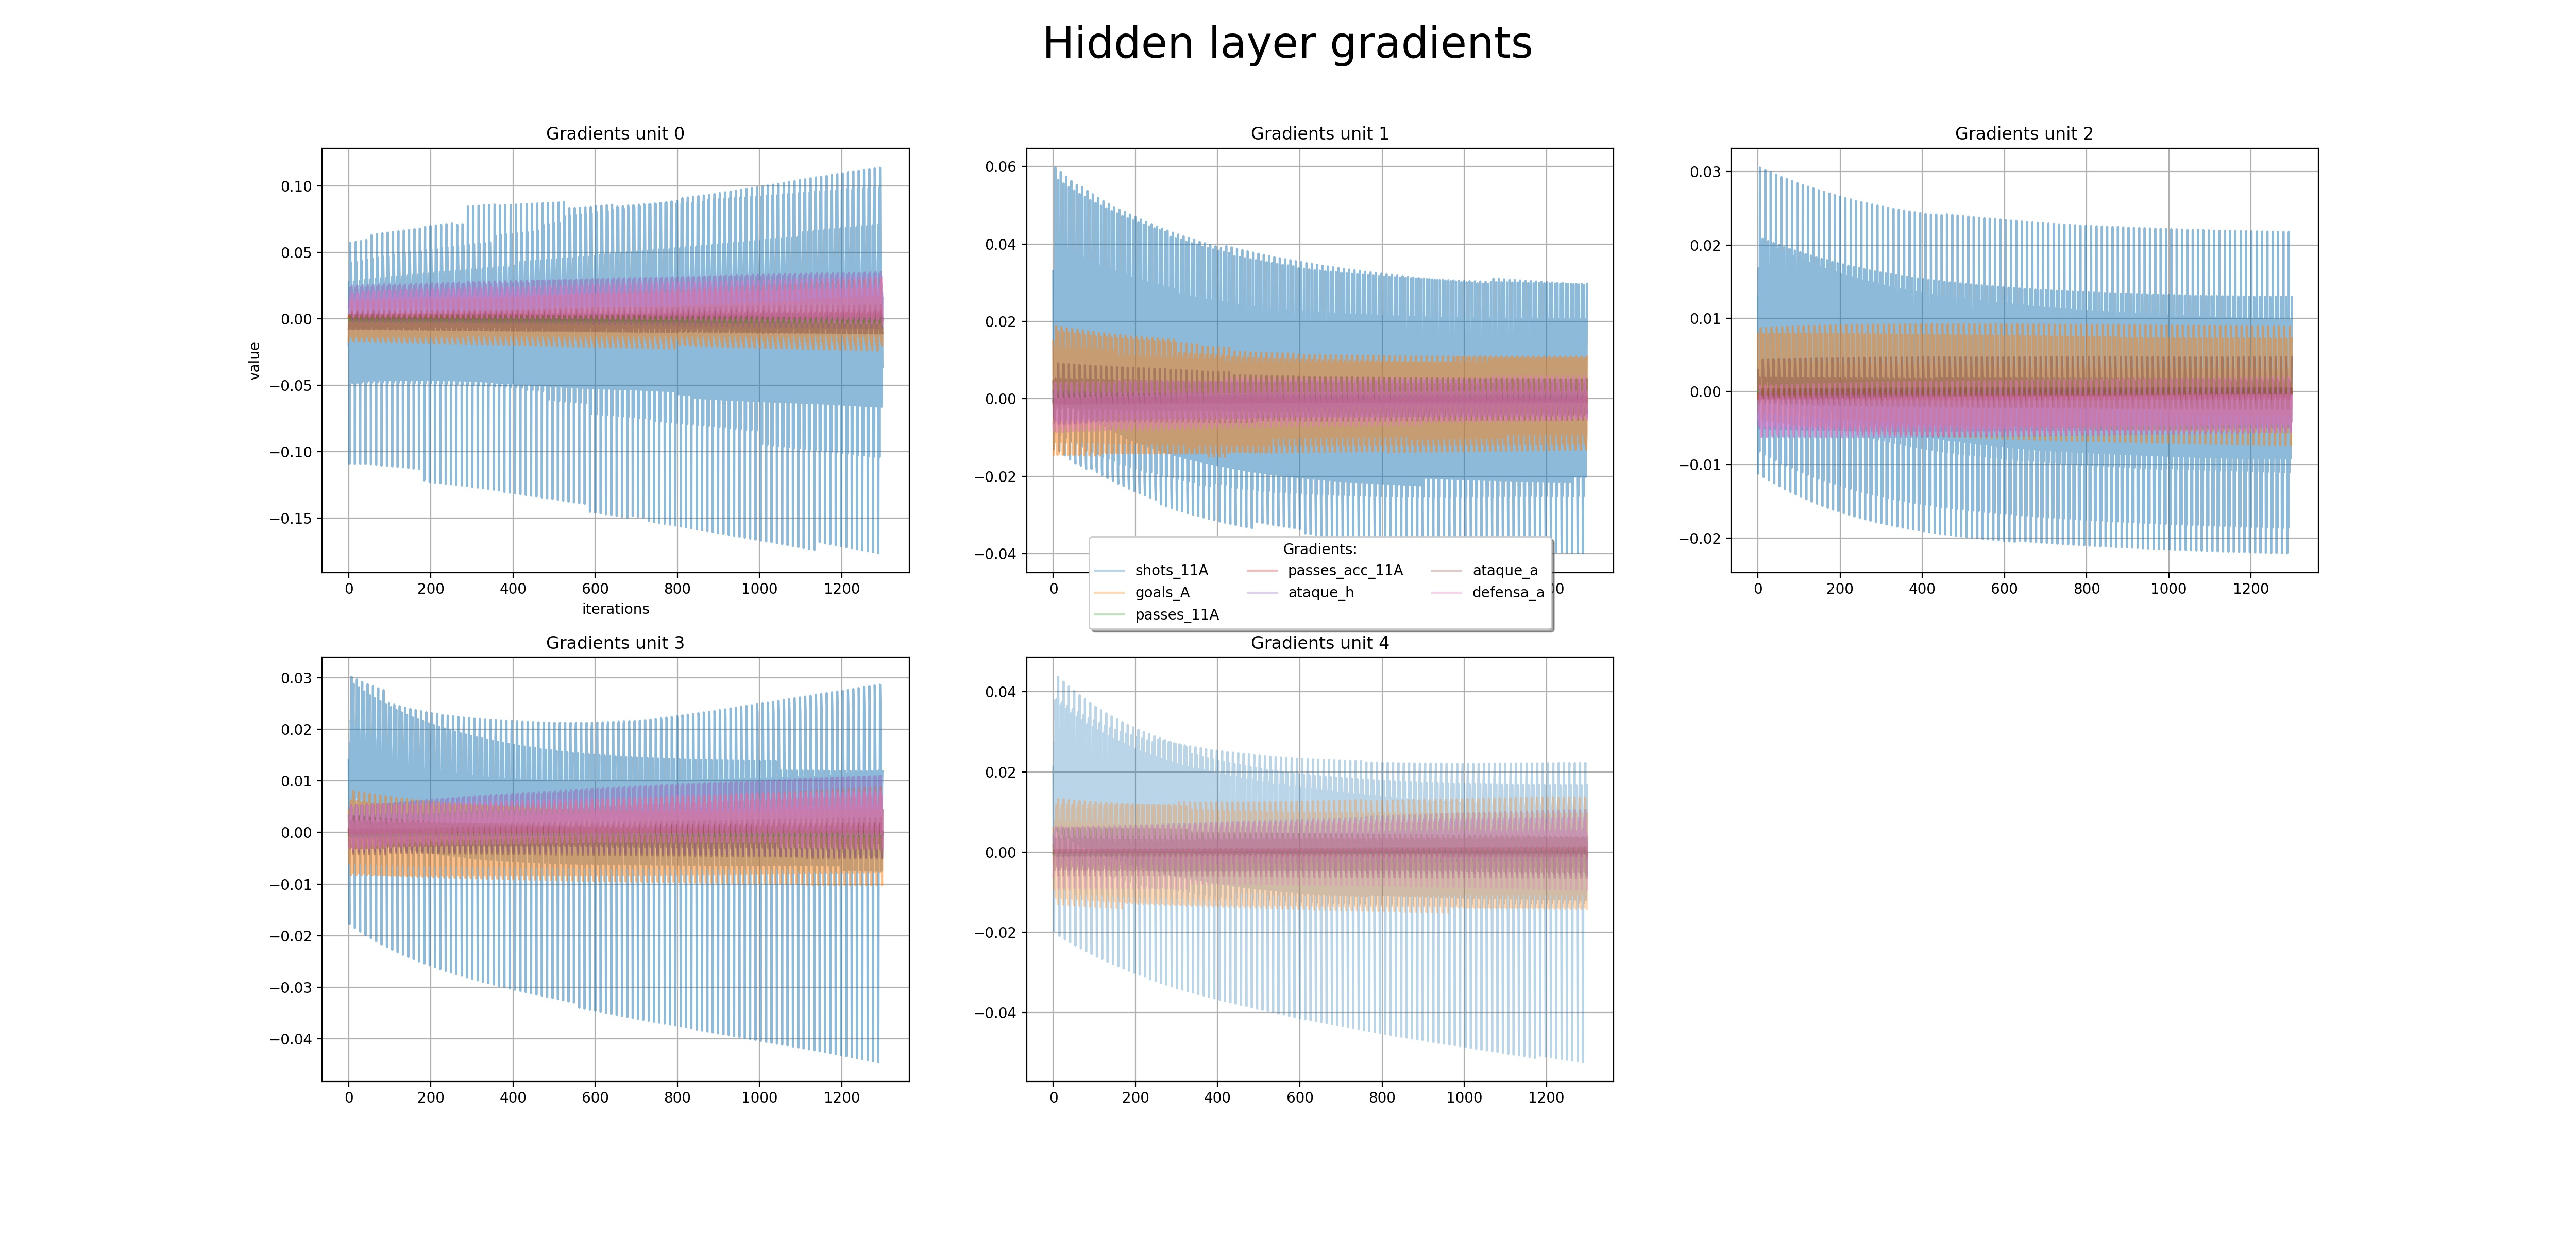 Hidden layer gradients
Gradients unit 0
0.10
0.05
0.00
−0.05
−0.10
−0.15
value
0 200 400 600 800 1000 1200
iterations
Gradients unit 1
0.06
0.04
0.02
0.00
−0.02
−0.04
0
00
Gradients unit 2
0.03
0.02
0.01
0.00
−0.01
−0.02
0 200 400 600 800 1000 1200
Gradients:
shots_11A passes_acc_11A ataque_a
goals_A ataque_h defensa_a
passes_11A
Gradients unit 3
0.03
0.02
0.01
0.00
−0.01
−0.02
−0.03
−0.04
0 200 400 600 800 1000 1200
Gradients unit 4
0.04
0.02
0.00
−0.02
−0.04
0 200 400 600 800 1000 1200